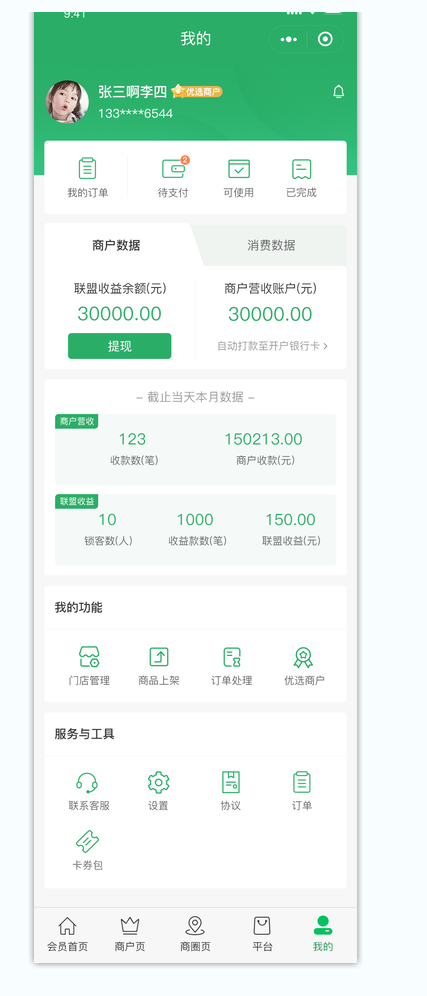 9:41
我的
张三啊李四 优选商户
133****6544
2
我的订单 待支付 可使用 已完成
商户数据 消费数据
联盟收益余额(元) 商户营收账户(元)
30000.00 30000.00
提现 自动打款至开户银行卡 >
– 截止当天本月数据 –
商户营收
123 150213.00
收款数(笔) 商户收款(元)
联盟收益
10 1000 150.00
锁客数(人) 收益款数(笔) 联盟收益(元)
我的功能
门店管理 商品上架 订单处理 优选商户
服务与工具
联系客服 设置 协议 订单
卡券包
会员首页 商户页 商圈页 平台 我的